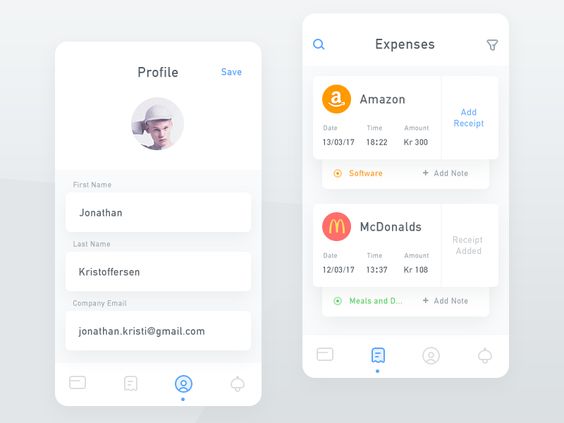 Profile
Save
First Name
Jonathan
Last Name
Kristoffersen
Company Email
jonathan.kristi@gmail.com
Expenses
Amazon
Add
Receipt
Date Time Amount
13/03/17 18:22 Kr 300
Software + Add Note
McDonalds
Receipt
Added
Date Time Amount
12/03/17 13:37 Kr 108
Meals and D... + Add Note